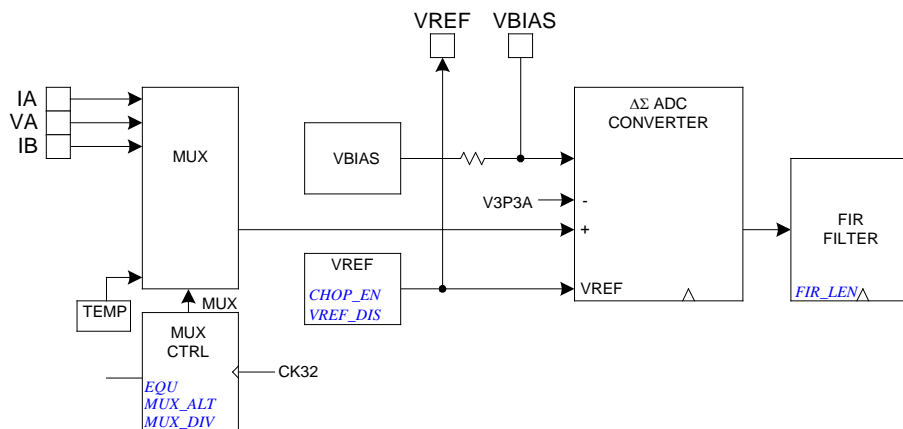 VREF
VBIAS
IA
VA
IB
MUX
VBIAS
ΔΣ ADC
CONVERTER
V3P3A
-
+
VREF
FIR
FILTER
FIR_LEN
VREF
CHOP_EN
VREF_DIS
TEMP
MUX
MUX
CTRL
EQU
MUX_ALT
MUX_DIV
CK32